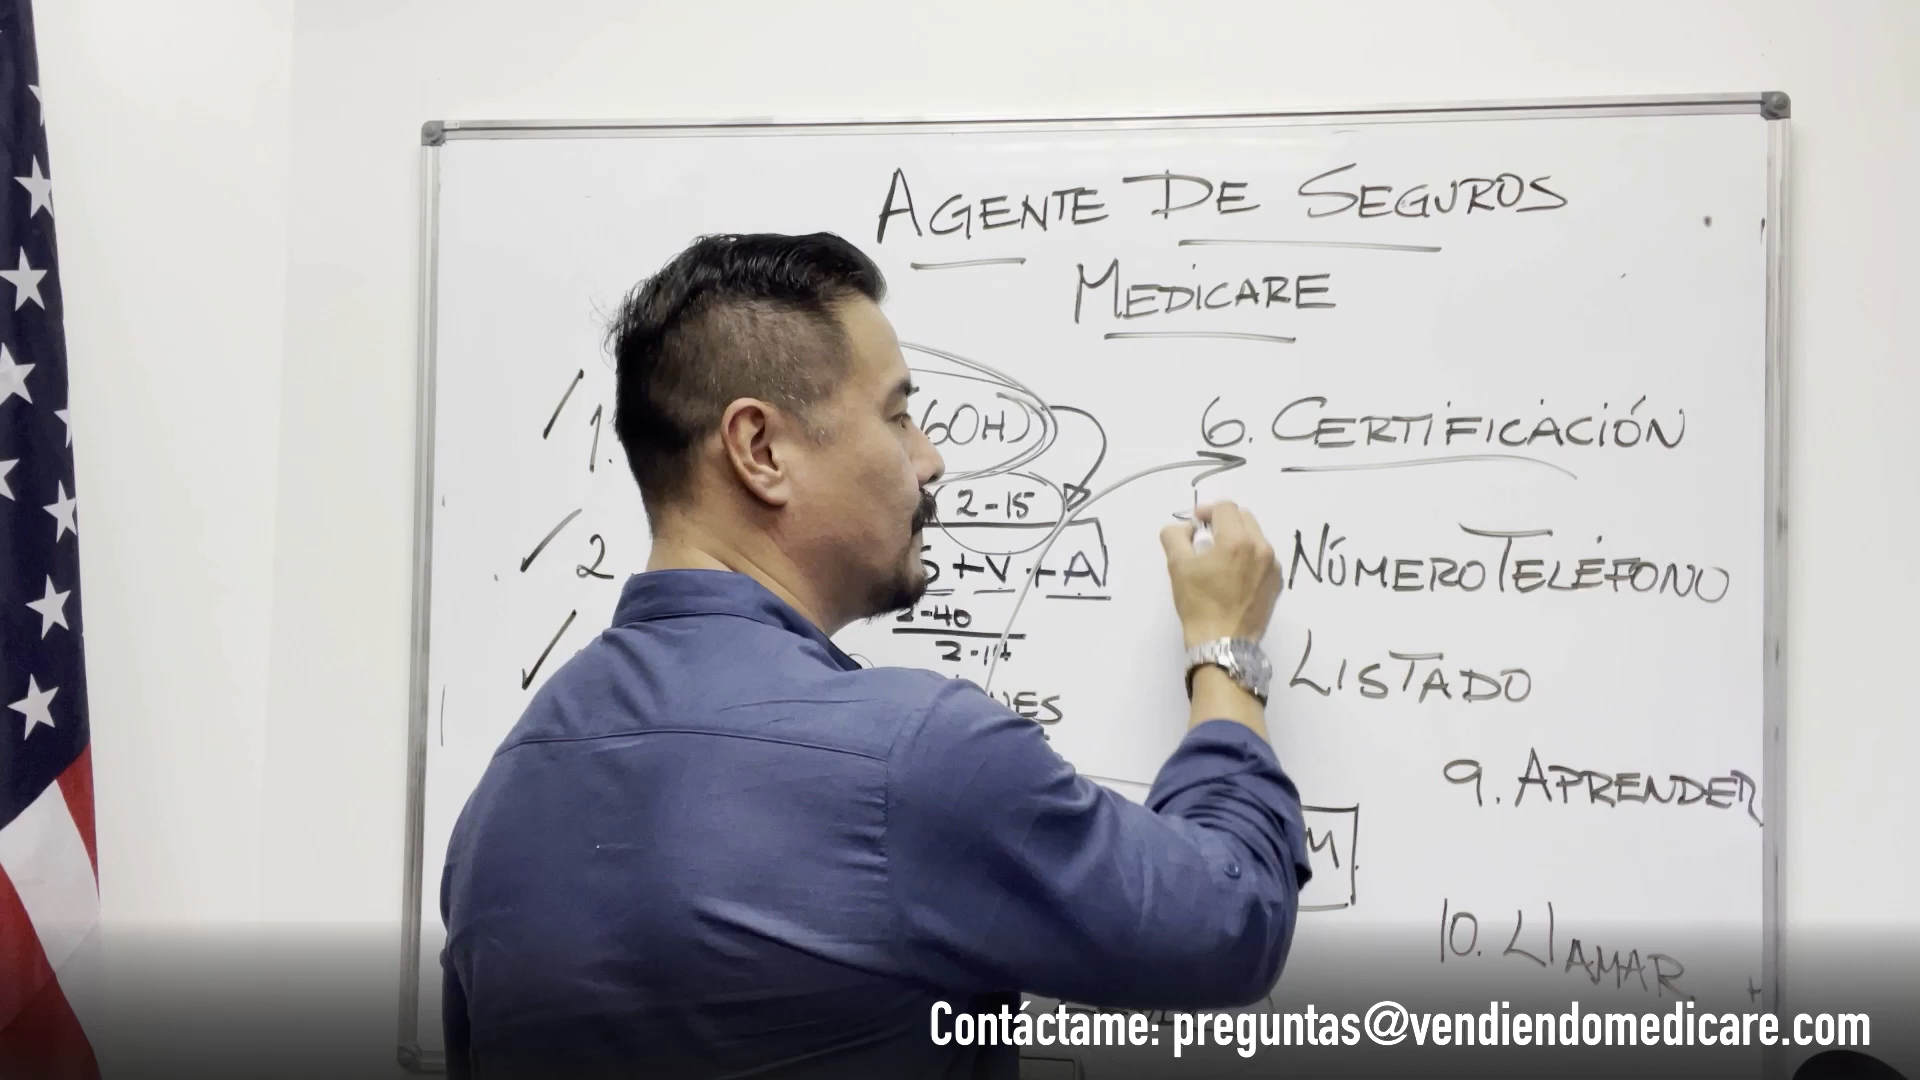 AGENTE DE SEGUROS
MEDICARE
1.
(60H)
2-15
2
S+V+A
2-40
2-14
NES
6. CERTIFICACIÓN
NÚMERO TELÉFONO
LISTADO
9. APRENDER
M
10. LLAMAR
Contáctame: preguntas@vendiendomedicare.com